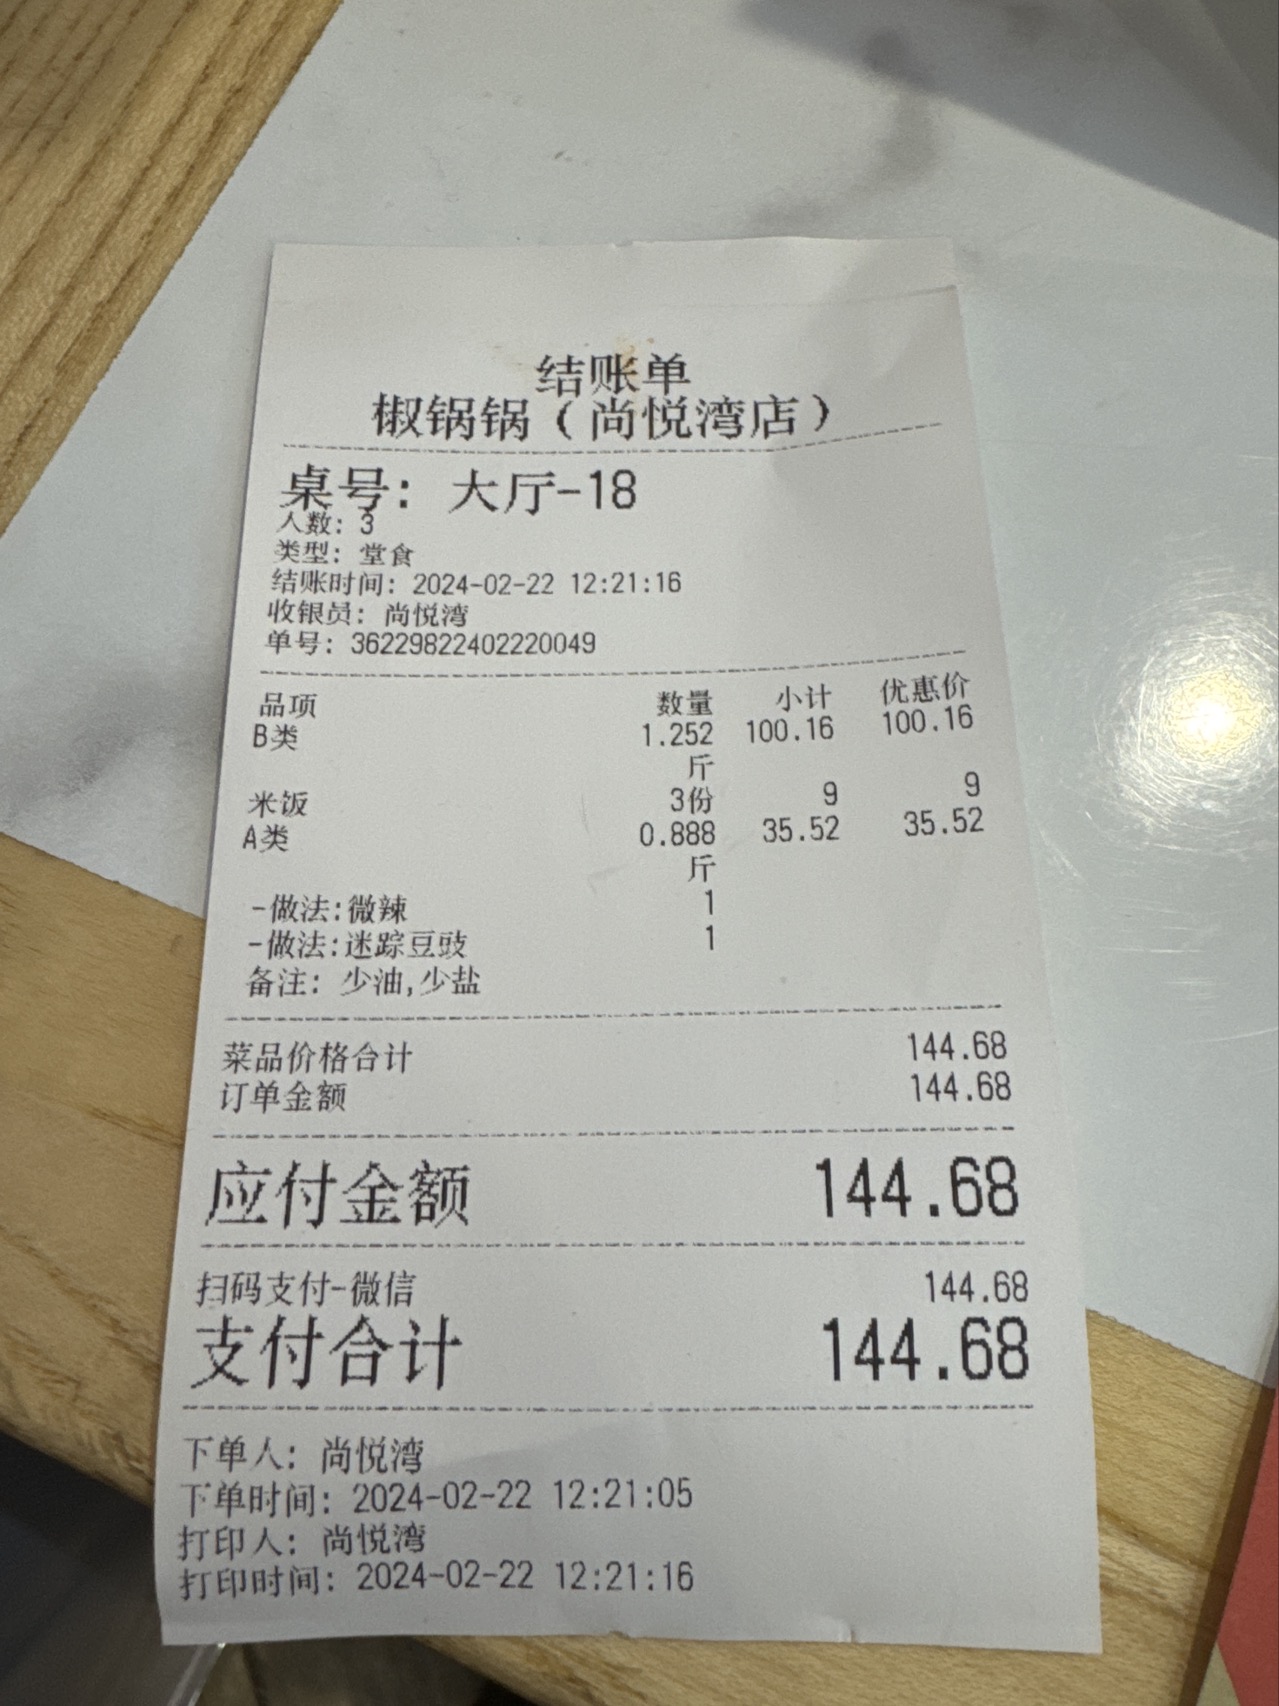 结账单
椒锅锅（尚悦湾店）
桌号: 大厅-18
人数: 3
类型: 堂食
结账时间: 2024-02-22 12:21:16
收银员: 尚悦湾
单号: 36229822402220049
品项 数量 小计 优惠价
B类 1.252 100.16 100.16
斤
米饭 3份 9 9
A类 0.888 35.52 35.52
斤
-做法:微辣 1
-做法:迷踪豆豉 1
备注: 少油,少盐
菜品价格合计 144.68
订单金额 144.68
应付金额 144.68
扫码支付-微信 144.68
支付合计 144.68
下单人: 尚悦湾
下单时间: 2024-02-22 12:21:05
打印人: 尚悦湾
打印时间: 2024-02-22 12:21:16